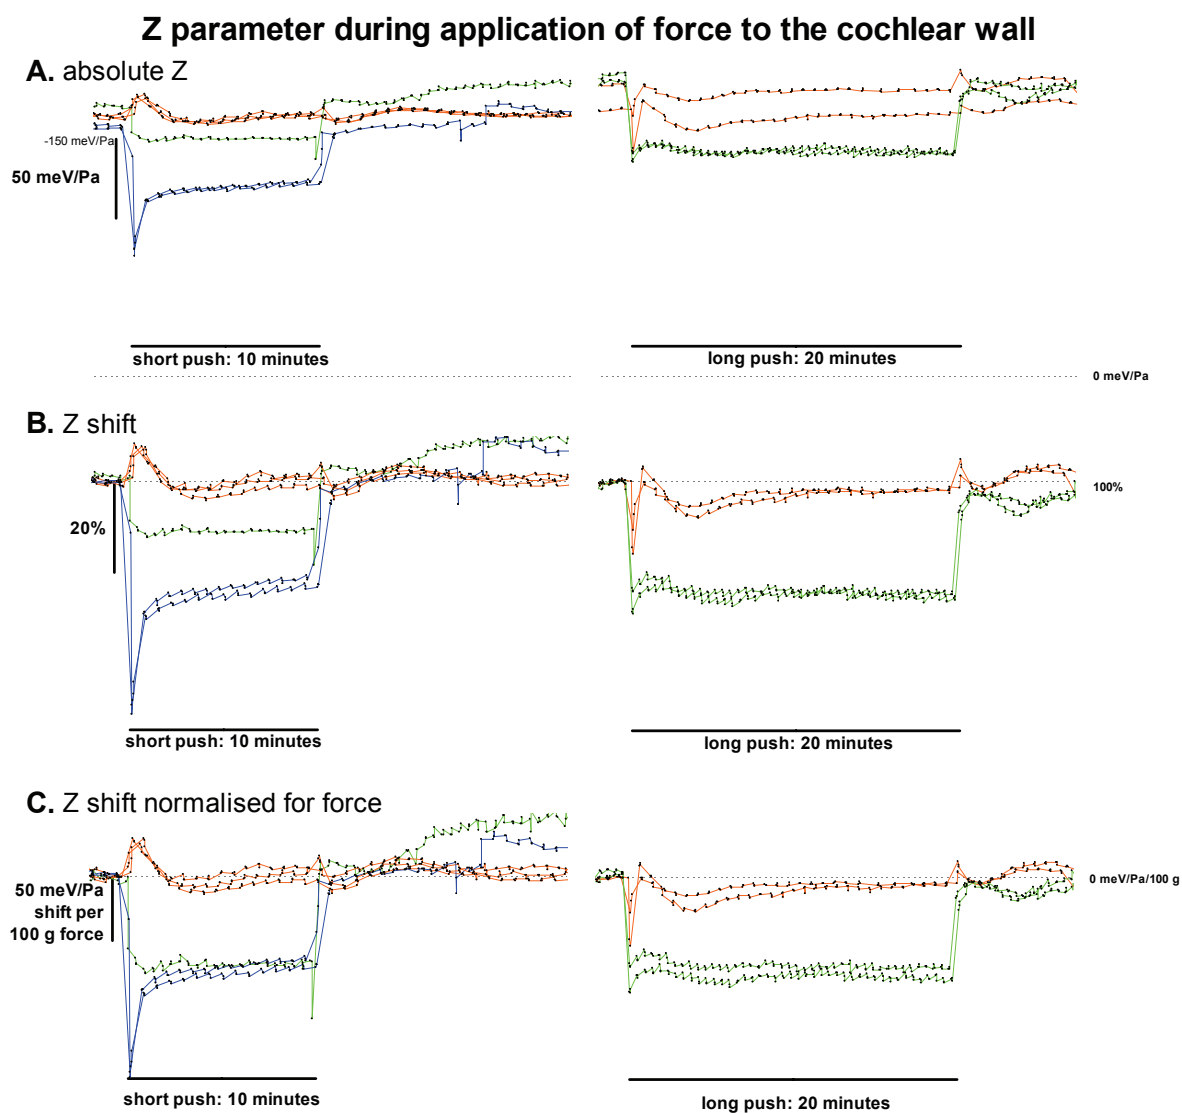 Z parameter during application of force to the cochlear wall
A. absolute Z
-150 meV/Pa
50 meV/Pa
short push: 10 minutes
long push: 20 minutes
0 meV/Pa
B. Z shift
100%
20%
short push: 10 minutes
long push: 20 minutes
C. Z shift normalised for force
0 meV/Pa/100 g
50 meV/Pa
shift per
100 g force
short push: 10 minutes
long push: 20 minutes